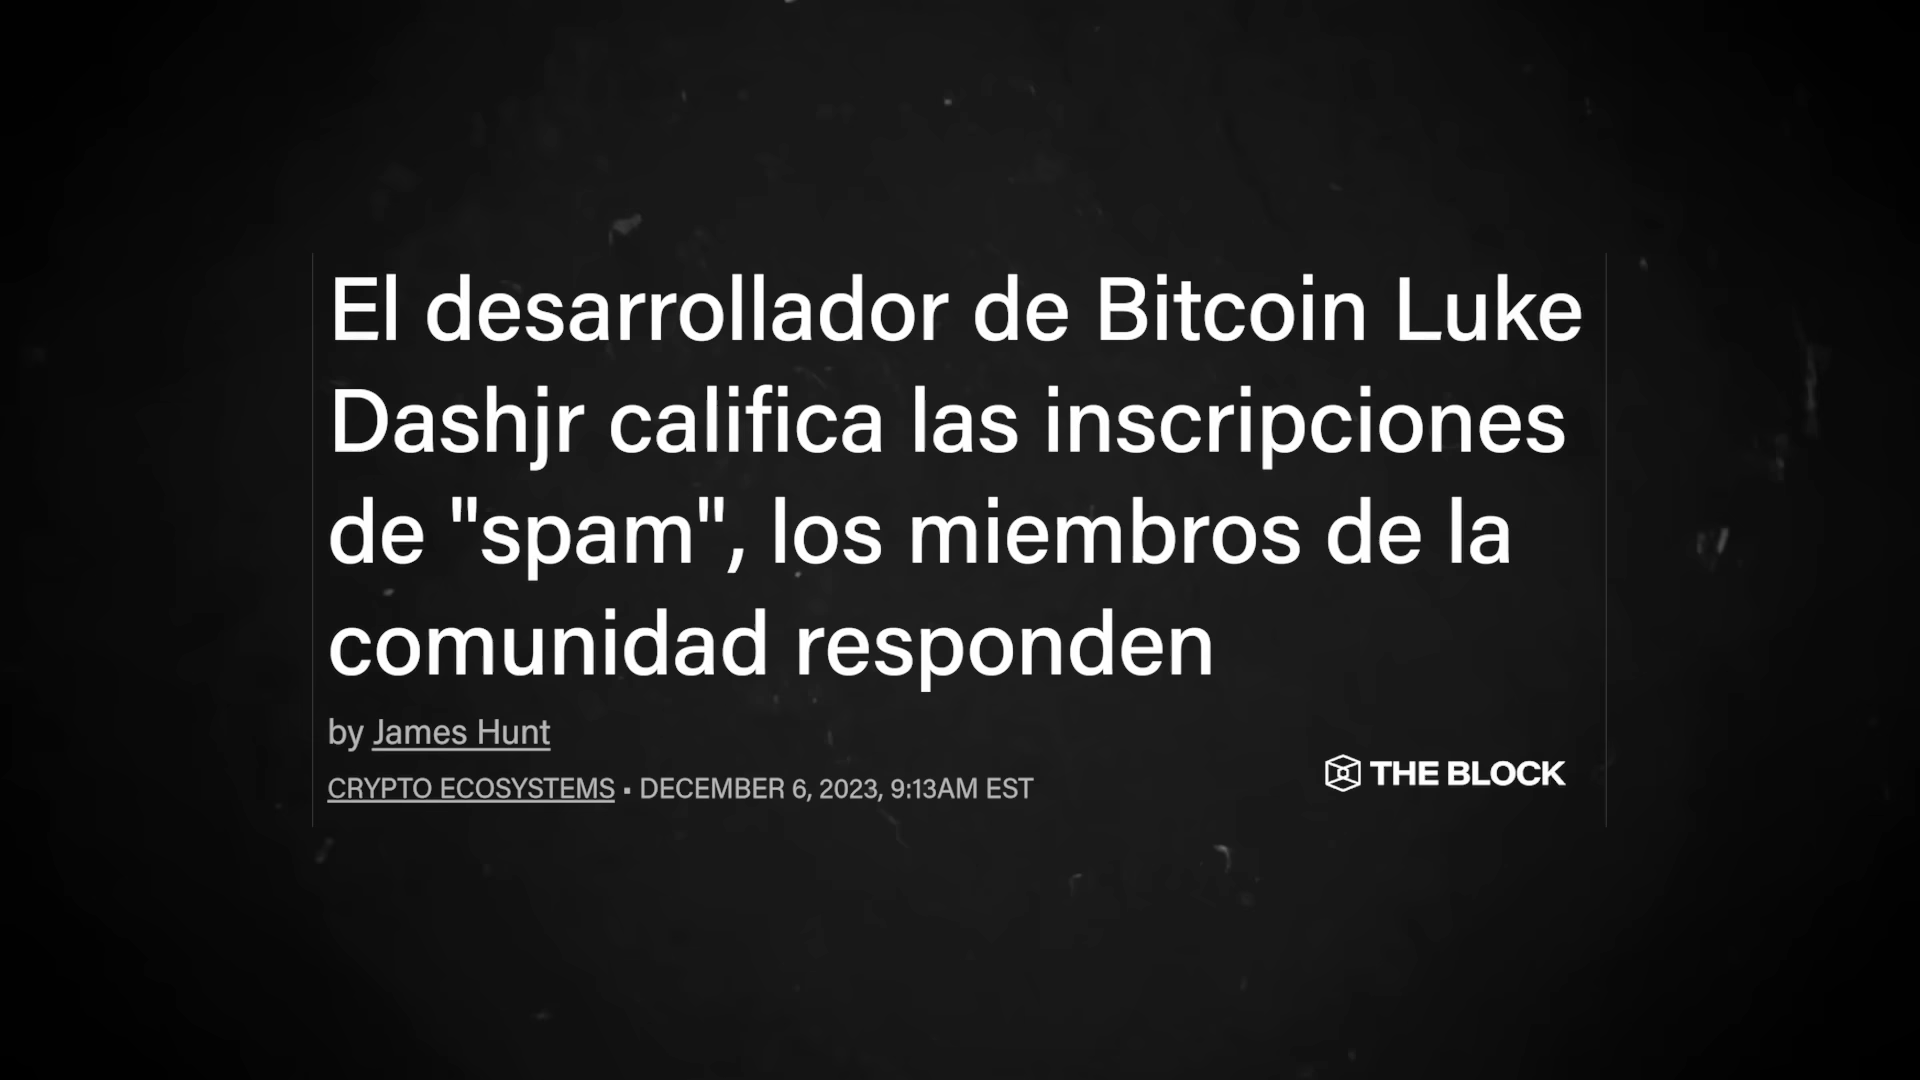 El desarrollador de Bitcoin Luke
Dashjr califica las inscripciones
de "spam", los miembros de la
comunidad responden
by James Hunt
CRYPTO ECOSYSTEMS • DECEMBER 6, 2023, 9:13AM EST
THE BLOCK